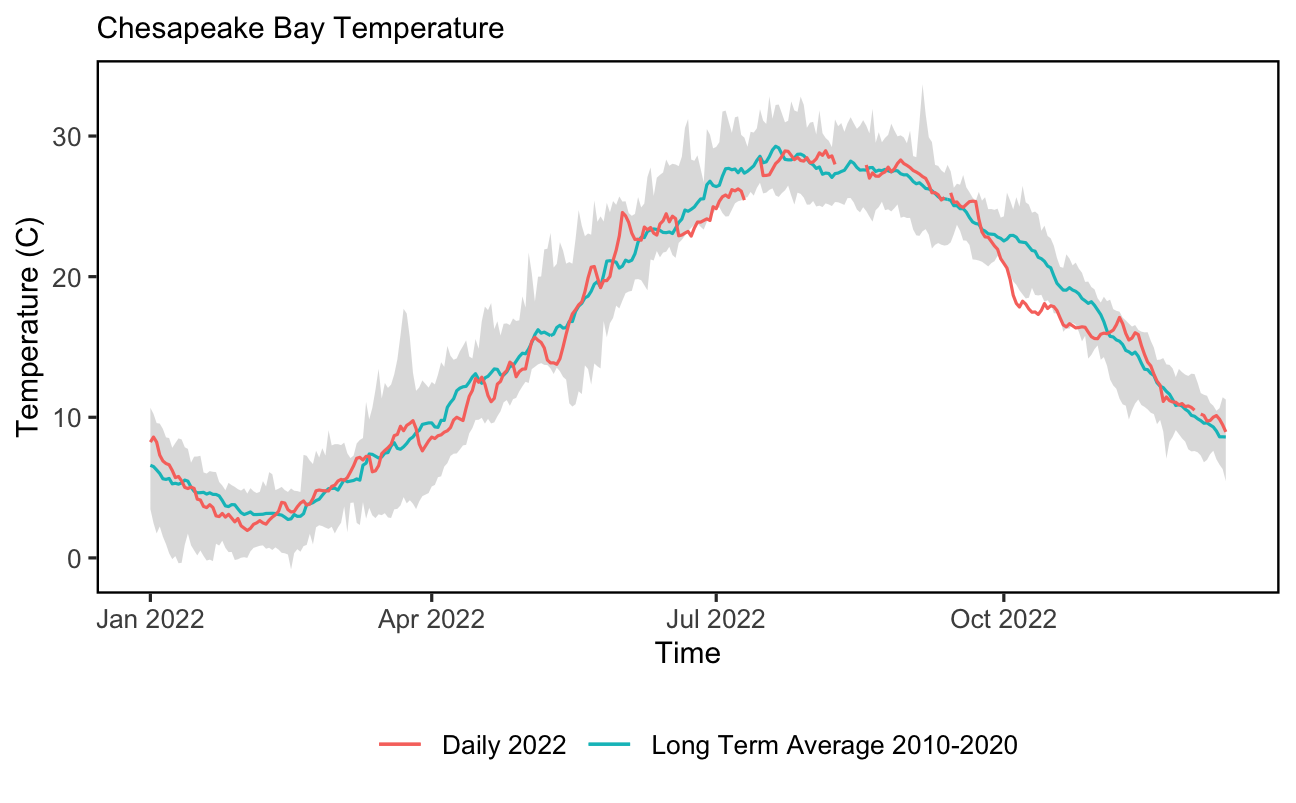 Chesapeake Bay Temperature
30
20
10
0
Temperature (C)
Jan 2022 Apr 2022 Jul 2022 Oct 2022
Time
Daily 2022 Long Term Average 2010-2020